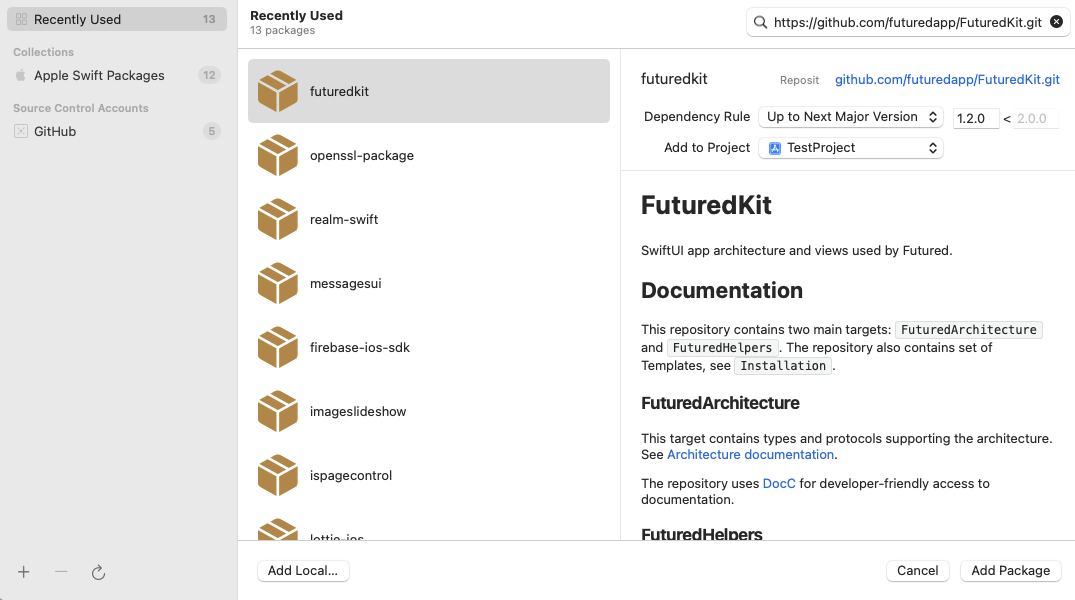 Recently Used 13
Collections
Apple Swift Packages 12
Source Control Accounts
GitHub 5
Recently Used
13 packages
https://github.com/futuredapp/FuturedKit.git
futuredkit
openssl-package
realm-swift
messagesui
firebase-ios-sdk
imageslideshow
ispagecontrol
lottie-ios
futuredkit Reposit github.com/futuredapp/FuturedKit.git
Dependency Rule Up to Next Major Version 1.2.0 < 2.0.0
Add to Project TestProject
FuturedKit
SwiftUI app architecture and views used by Futured.
Documentation
This repository contains two main targets: FuturedArchitecture
and FuturedHelpers. The repository also contains set of
Templates, see Installation.
FuturedArchitecture
This target contains types and protocols supporting the architecture.
See Architecture documentation.
The repository uses DocC for developer-friendly access to
documentation.
FuturedHelpers
Add Local...
Cancel Add Package